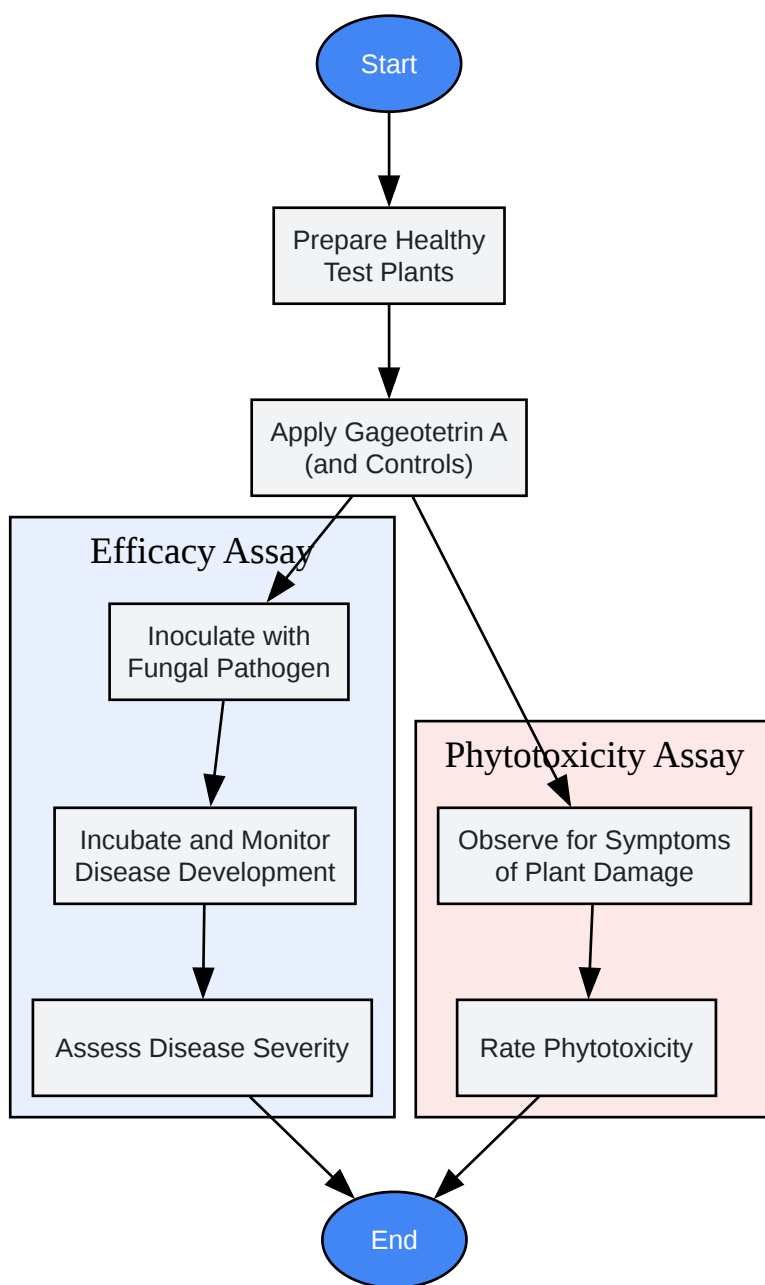 Start
Prepare Healthy
Test Plants
Apply Gageotetrin A
(and Controls)
Efficacy Assay
Inoculate with
Fungal Pathogen
Incubate and Monitor
Disease Development
Assess Disease Severity
Phytotoxicity Assay
Observe for Symptoms
of Plant Damage
Rate Phytotoxicity
End